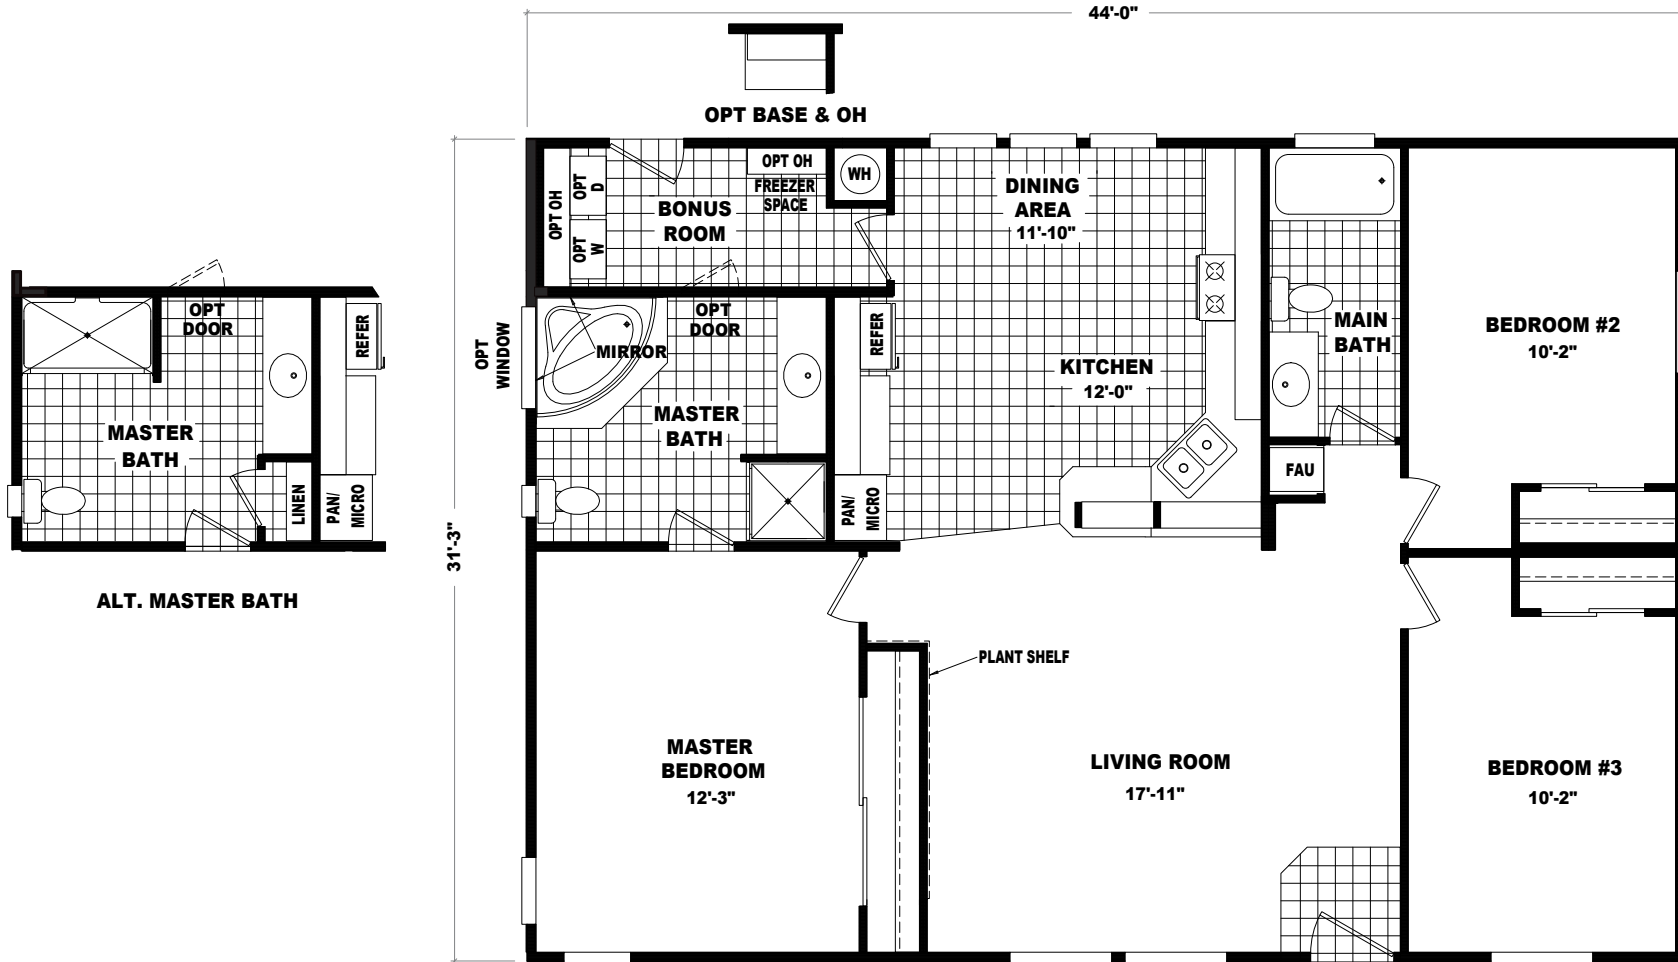 44'-0"
OPT BASE & OH
31'-3"
OPT OH
OPT
D
OPT
W
BONUS
ROOM
OPT OH
FREEZER
SPACE
WH
DINING
AREA
11'-10"
OPT
WINDOW
MIRROR
OPT
DOOR
MASTER
BATH
REFER
PAN/
MICRO
KITCHEN
12'-0"
MAIN
BATH
FAU
BEDROOM #2
10'-2"
OPT
DOOR
REFER
MASTER
BATH
LINEN
PAN/
MICRO
ALT. MASTER BATH
PLANT SHELF
MASTER
BEDROOM
12'-3"
LIVING ROOM
17'-11"
BEDROOM #3
10'-2"